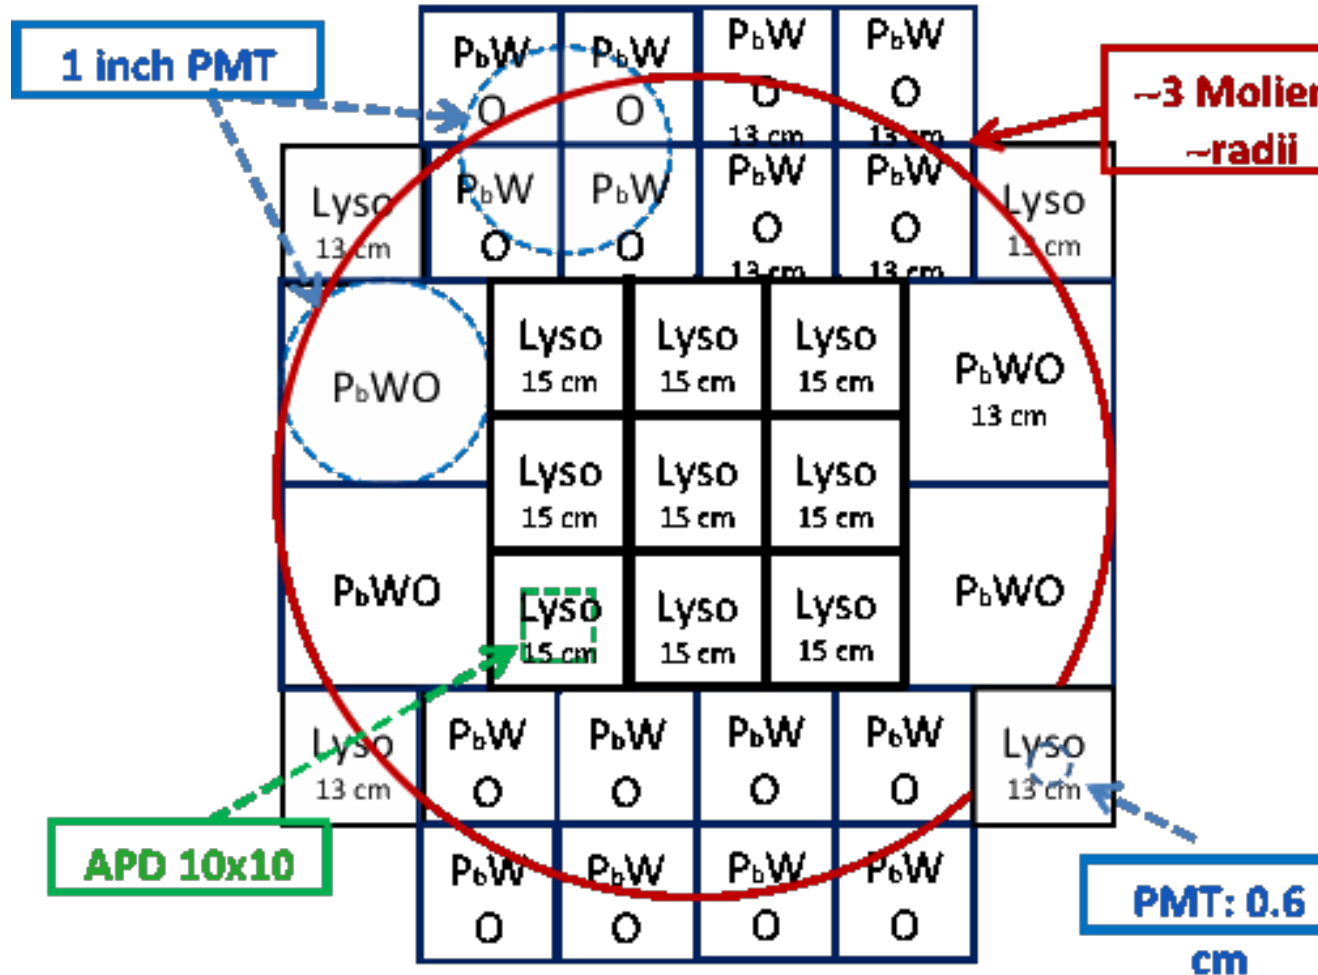 1 inch PMT
PbW PbW PbW PbW
O O O O
13 cm 13 cm
~3 Molier
~radii
Lyso
13 cm
PbW PbW PbW PbW
O O O O
13 cm 13 cm
Lyso
13 cm
PbWO
Lyso Lyso Lyso
15 cm 15 cm 15 cm
PbWO
13 cm
Lyso Lyso Lyso
15 cm 15 cm 15 cm
PbWO
Lyso Lyso Lyso
15 cm 15 cm 15 cm
PbWO
Lyso
13 cm
PbW PbW PbW PbW
O O O O
Lyso
13 cm
APD 10x10
PbW PbW PbW PbW
O O O O
PMT: 0.6
cm